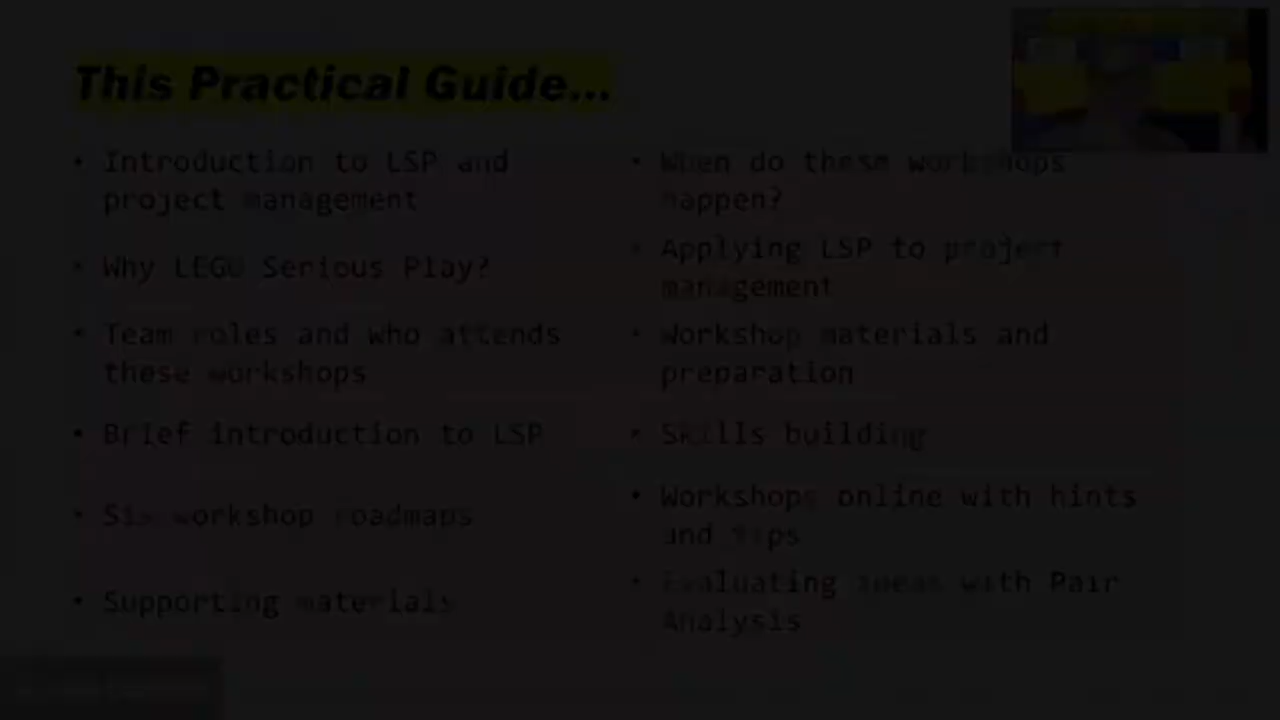 This Practical Guide...
• Introduction to LSP and
project management
• Why LEGO Serious Play?
• Team roles and who attends
these workshops
• Brief introduction to LSP
• Six workshop roadmaps
• Supporting materials
• When do these workshops
happen?
• Applying LSP to project
management
• Workshop materials and
preparation
• Skills building
• Workshops online with hints
and tips
• Evaluating ideas with Pair
Analysis